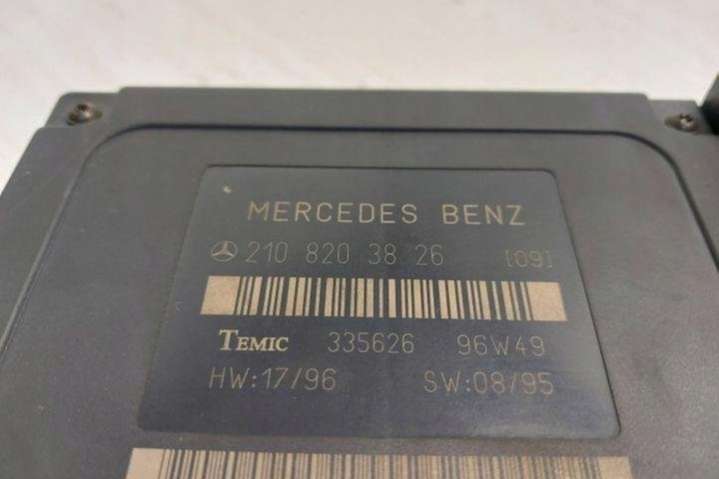 MERCEDES BENZ
210 820 38 26 [09]
TEMIC 335626 96W49
HW:17/96 SW:08/95